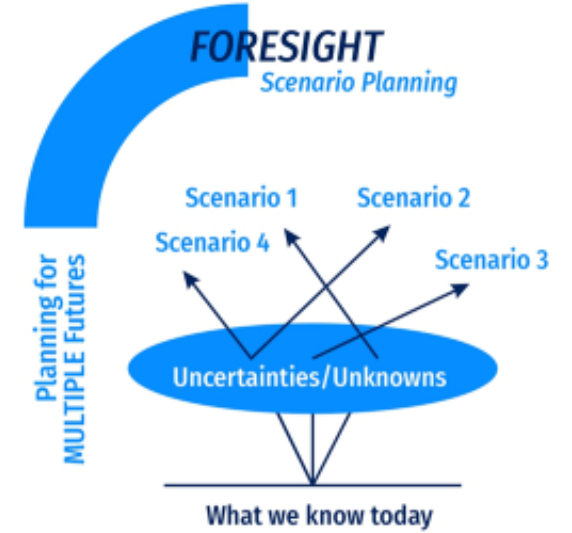 FORESIGHT
Scenario Planning
Scenario 1
Scenario 2
Scenario 4
Scenario 3
Planning for
MULTIPLE Futures
Uncertainties/Unknowns
What we know today